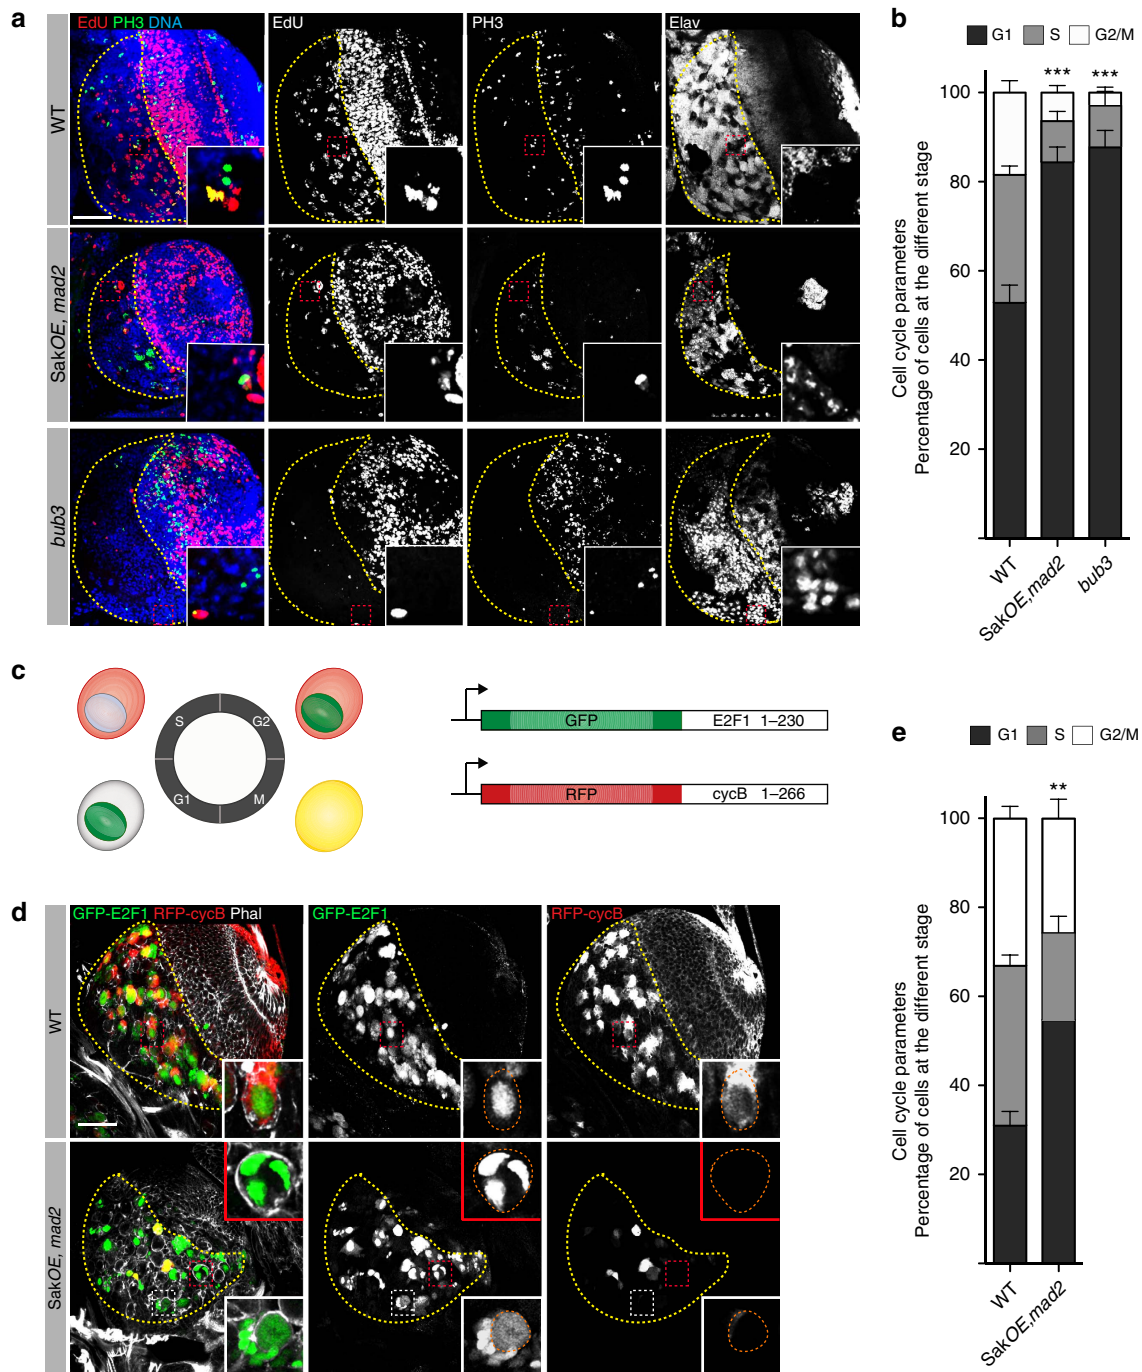 a
EdU PH3 DNA
EdU
PH3
Elav
WT
SakOE, mad2
bub3
b
G1 S G2/M
***
***
100
80
60
40
20
Cell cycle parameters
Percentage of cells at the different stage
WT
SakOE,mad2
bub3
c
S
G2
G1
M
GFP
E2F1 1–230
RFP
cycB 1–266
d
GFP-E2F1 RFP-cycB Phal
GFP-E2F1
RFP-cycB
WT
SakOE, mad2
e
G1 S G2/M
**
100
80
60
40
20
Cell cycle parameters
Percentage of cells at the different stage
WT
SakOE,mad2